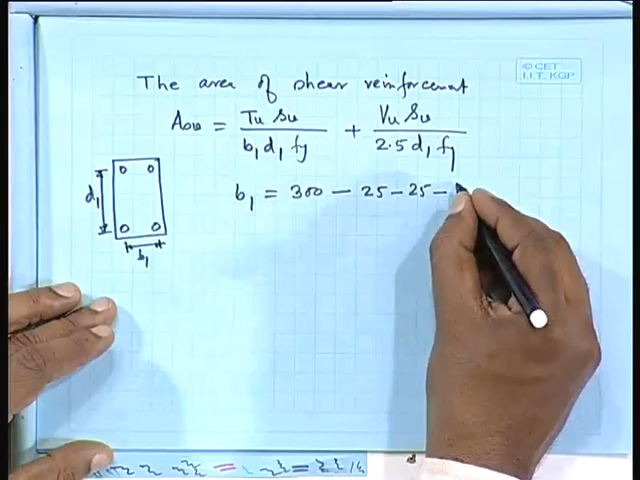 © CET
I.I.T. KGP
The area of shear reinforcement
Asv = Tu Sv / b1 d1 fy + Vu Sv / 2.5 d1 fy
d1
b1
b1 = 300 - 25 - 25 -